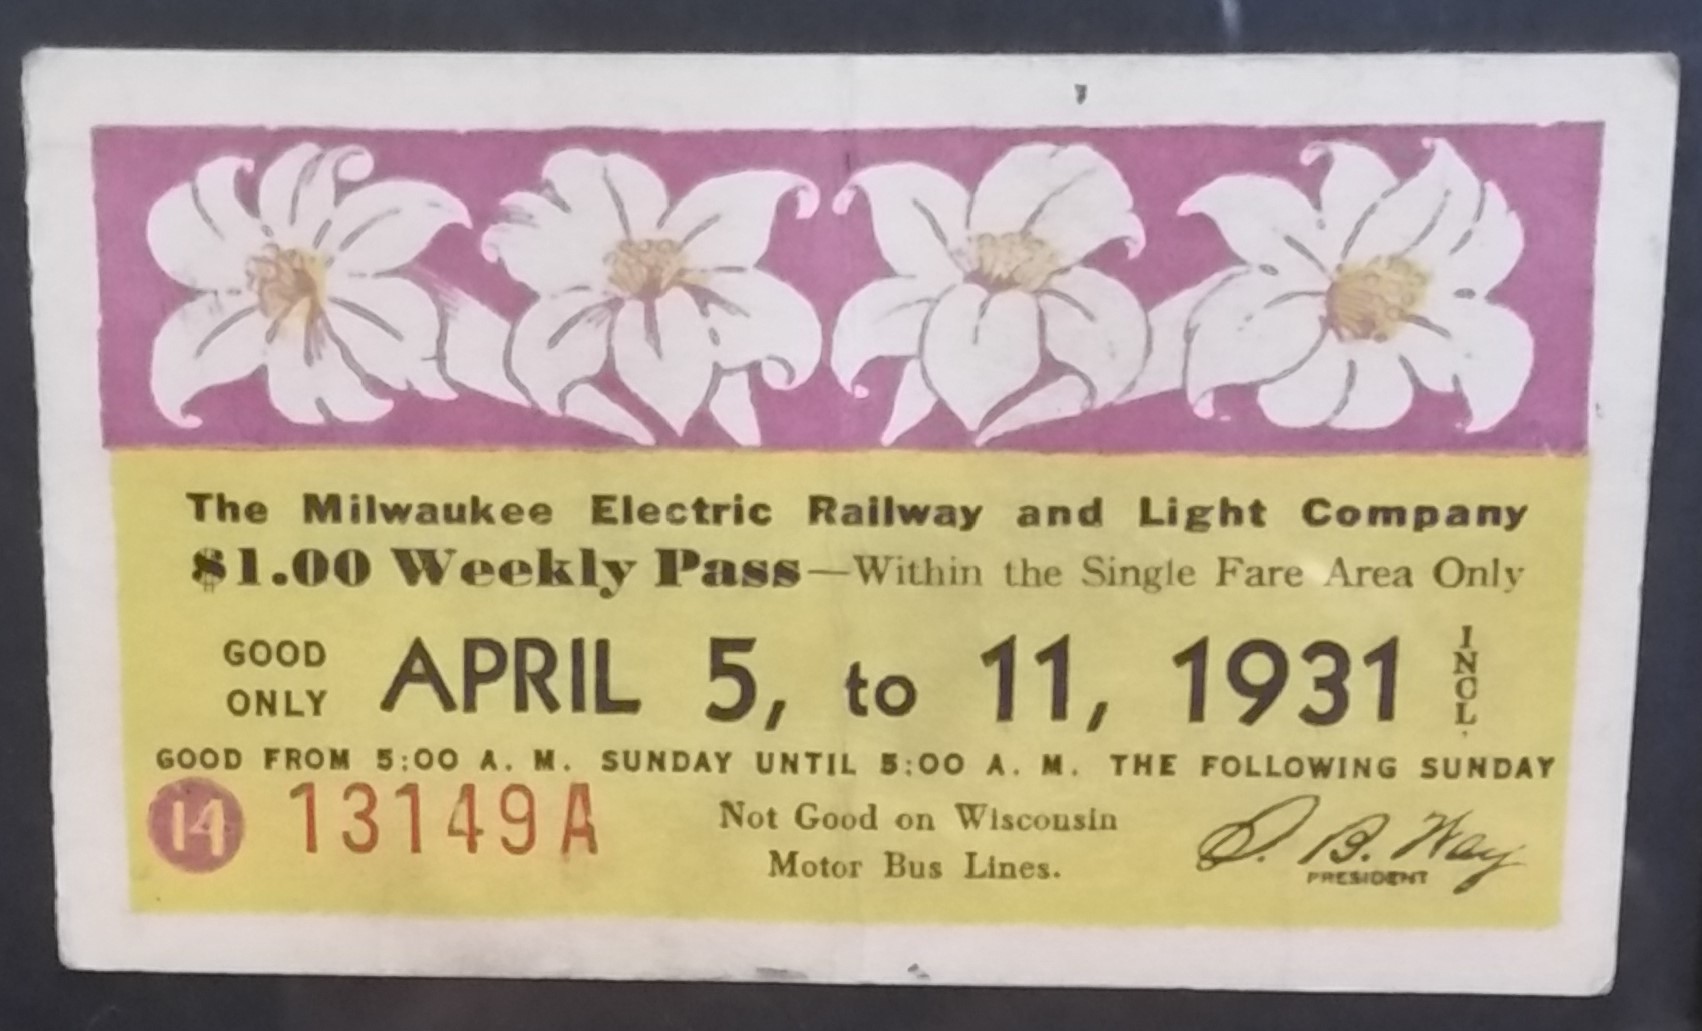 The Milwaukee Electric Railway and Light Company
$1.00 Weekly Pass—Within the Single Fare Area Only
GOOD ONLY APRIL 5, to 11, 1931 INCL.
GOOD FROM 5:00 A. M. SUNDAY UNTIL 5:00 A. M. THE FOLLOWING SUNDAY
14 13149A
Not Good on Wisconsin
Motor Bus Lines.
S. B. Way
PRESIDENT